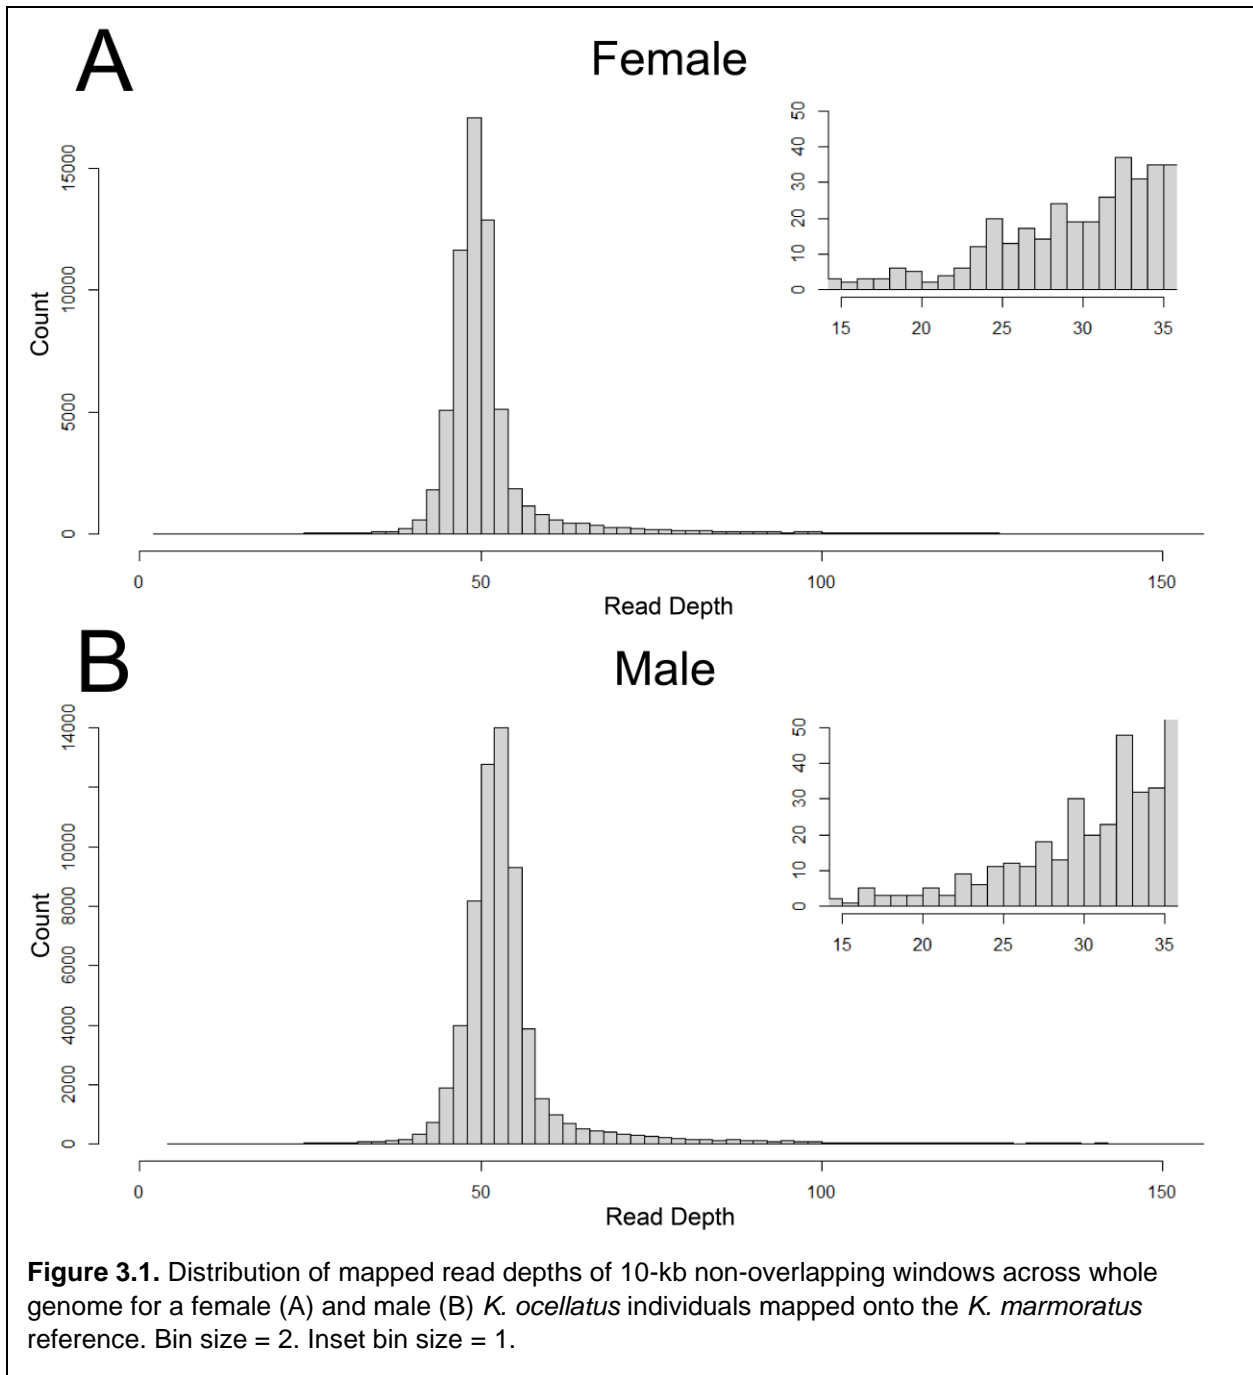 A
Female
Count
15000
10000
5000
0
50
40
30
20
10
0
15 20 25 30 35
0 50 100 150
Read Depth
B
Male
Count
14000
10000
8000
6000
4000
2000
0
50
40
30
20
10
0
15 20 25 30 35
0 50 100 150
Read Depth
Figure 3.1. Distribution of mapped read depths of 10-kb non-overlapping windows across whole
genome for a female (A) and male (B) K. ocellatus individuals mapped onto the K. marmoratus
reference. Bin size = 2. Inset bin size = 1.